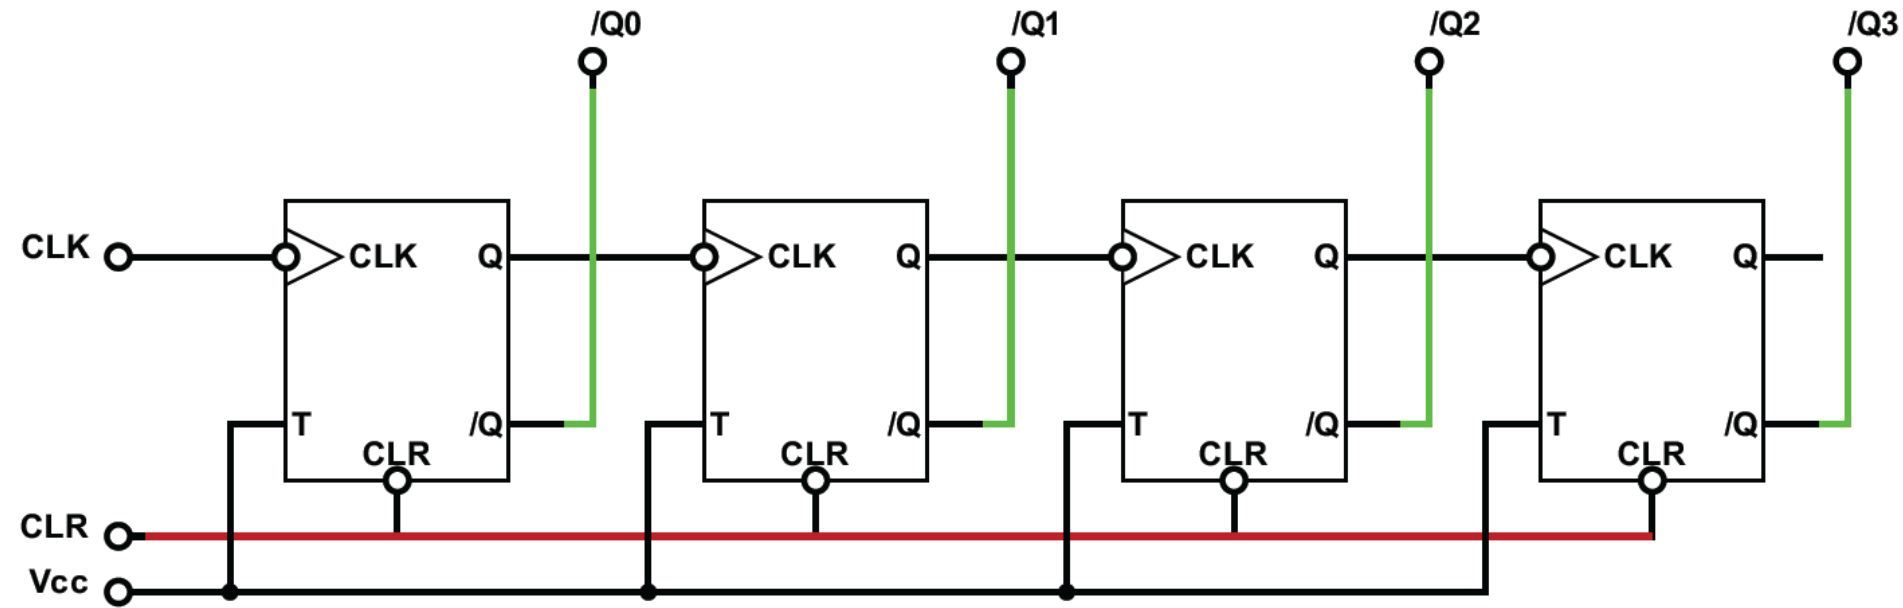 /Q0 /Q1 /Q2 /Q3
CLK CLK Q CLK Q CLK Q CLK Q
T /Q T /Q T /Q T /Q
CLR CLR CLR CLR
CLR
Vcc